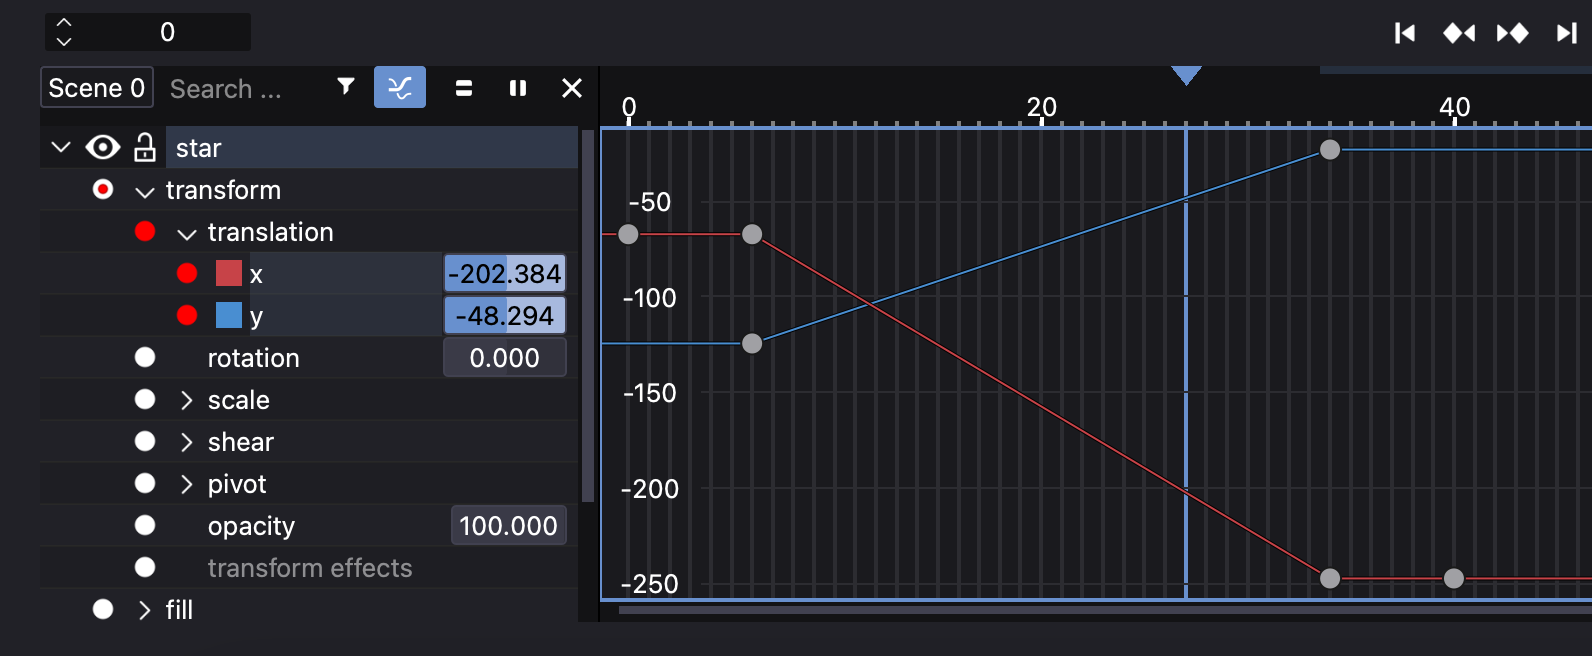 0
Scene 0 Search ...
0 20 40
star
transform
translation
x -202.384
y -48.294
rotation 0.000
scale
shear
pivot
opacity 100.000
transform effects
fill
-50
-100
-150
-200
-250